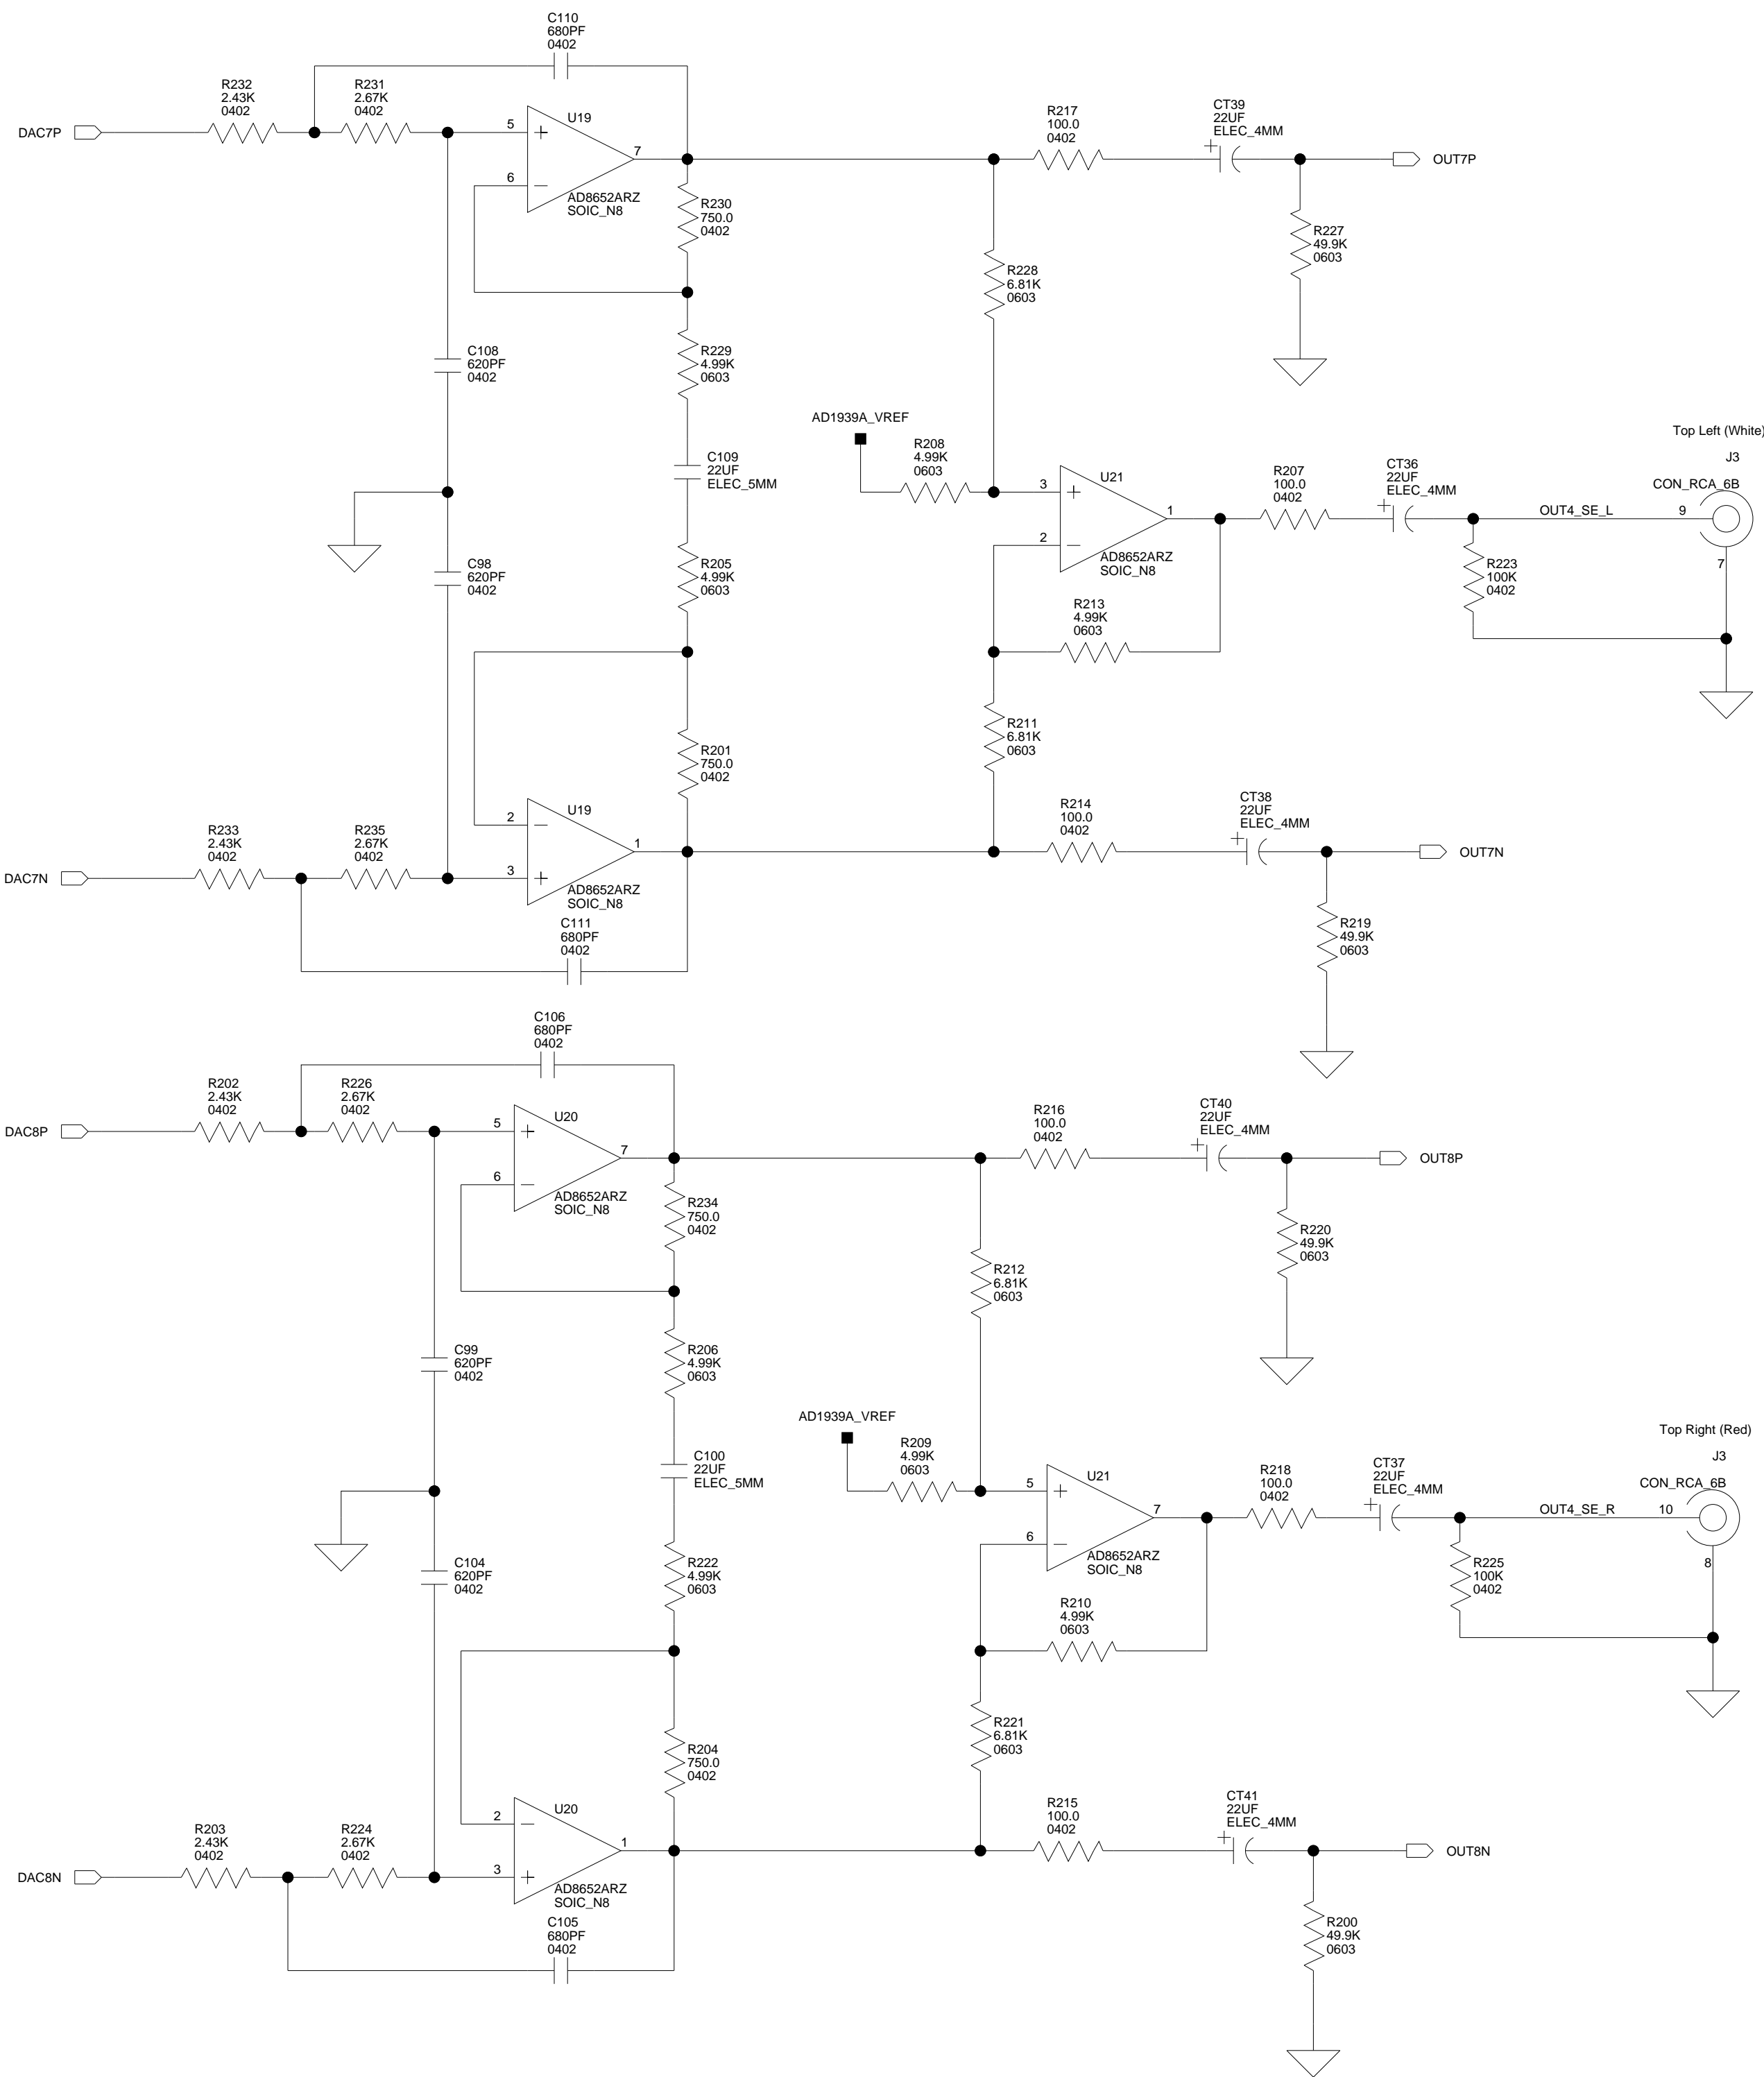 C110
680PF
0402
R232
2.43K
0402
R231
2.67K
0402
U19
DAC7P
5
7
6
AD8652ARZ
SOIC_N8
R230
750.0
0402
R217
100.0
0402
CT39
22UF
ELEC_4MM
OUT7P
R227
49.9K
0603
R228
6.81K
0603
C108
620PF
0402
R229
4.99K
0603
AD1939A_VREF
R208
4.99K
0603
C109
22UF
ELEC_5MM
Top Left (White)
J3
CON_RCA_6B
U21
3
1
2
AD8652ARZ
SOIC_N8
R207
100.0
0402
CT36
22UF
ELEC_4MM
OUT4_SE_L
9
7
R223
100K
0402
C98
620PF
0402
R205
4.99K
0603
R213
4.99K
0603
R211
6.81K
0603
R201
750.0
0402
U19
2
1
3
AD8652ARZ
SOIC_N8
R233
2.43K
0402
R235
2.67K
0402
DAC7N
R214
100.0
0402
CT38
22UF
ELEC_4MM
OUT7N
R219
49.9K
0603
C111
680PF
0402
C106
680PF
0402
R202
2.43K
0402
R226
2.67K
0402
U20
DAC8P
5
7
6
AD8652ARZ
SOIC_N8
R234
750.0
0402
R216
100.0
0402
CT40
22UF
ELEC_4MM
OUT8P
R220
49.9K
0603
R212
6.81K
0603
C99
620PF
0402
R206
4.99K
0603
AD1939A_VREF
R209
4.99K
0603
C100
22UF
ELEC_5MM
Top Right (Red)
J3
CON_RCA_6B
U21
5
7
6
AD8652ARZ
SOIC_N8
R218
100.0
0402
CT37
22UF
ELEC_4MM
OUT4_SE_R
10
8
R225
100K
0402
C104
620PF
0402
R222
4.99K
0603
R210
4.99K
0603
R221
6.81K
0603
R204
750.0
0402
U20
2
1
3
AD8652ARZ
SOIC_N8
R203
2.43K
0402
R224
2.67K
0402
DAC8N
R215
100.0
0402
CT41
22UF
ELEC_4MM
OUT8N
R200
49.9K
0603
C105
680PF
0402